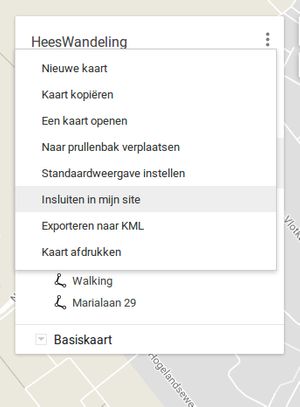 HeesWandeling
Nieuwe kaart
Kaart kopiëren
Een kaart openen
Naar prullenbak verplaatsen
Standaardweergave instellen
Insluiten in mijn site
Exporteren naar KML
Kaart afdrukken
Walking
Marialaan 29
Basiskaart